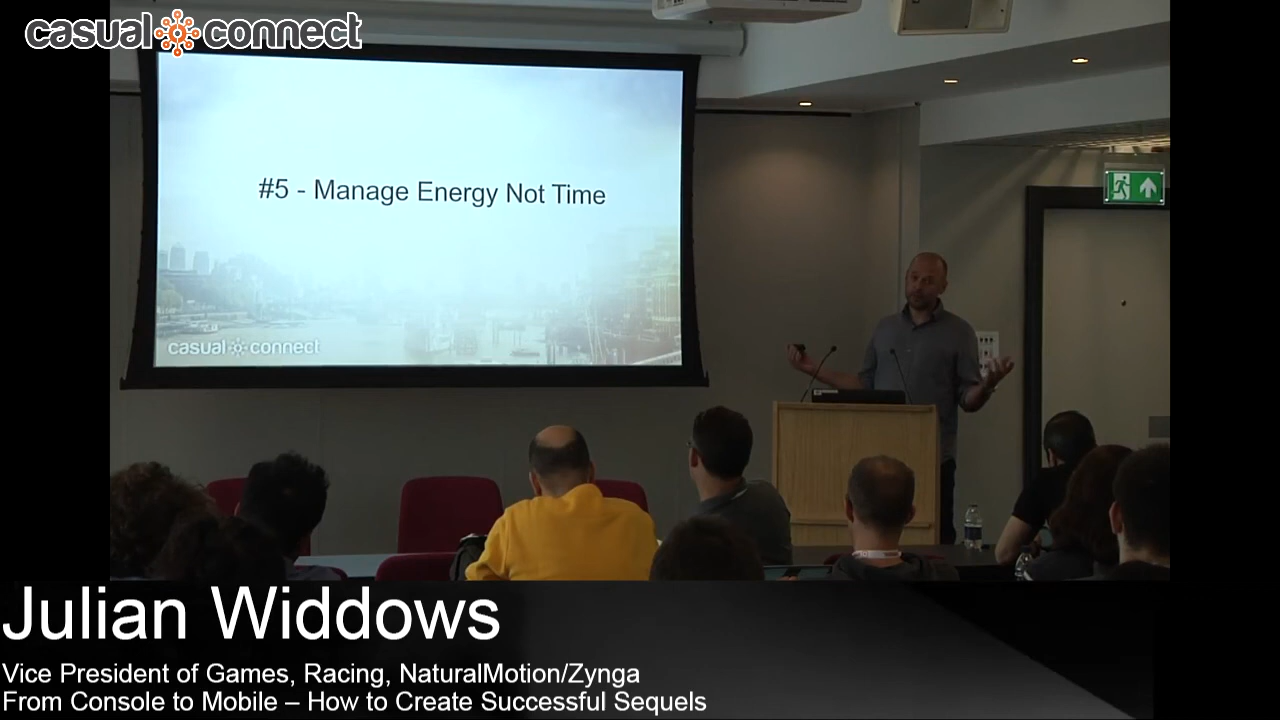 casual connect
#5 - Manage Energy Not Time
casual connect
Julian Widdows
Vice President of Games, Racing, NaturalMotion/Zynga
From Console to Mobile – How to Create Successful Sequels